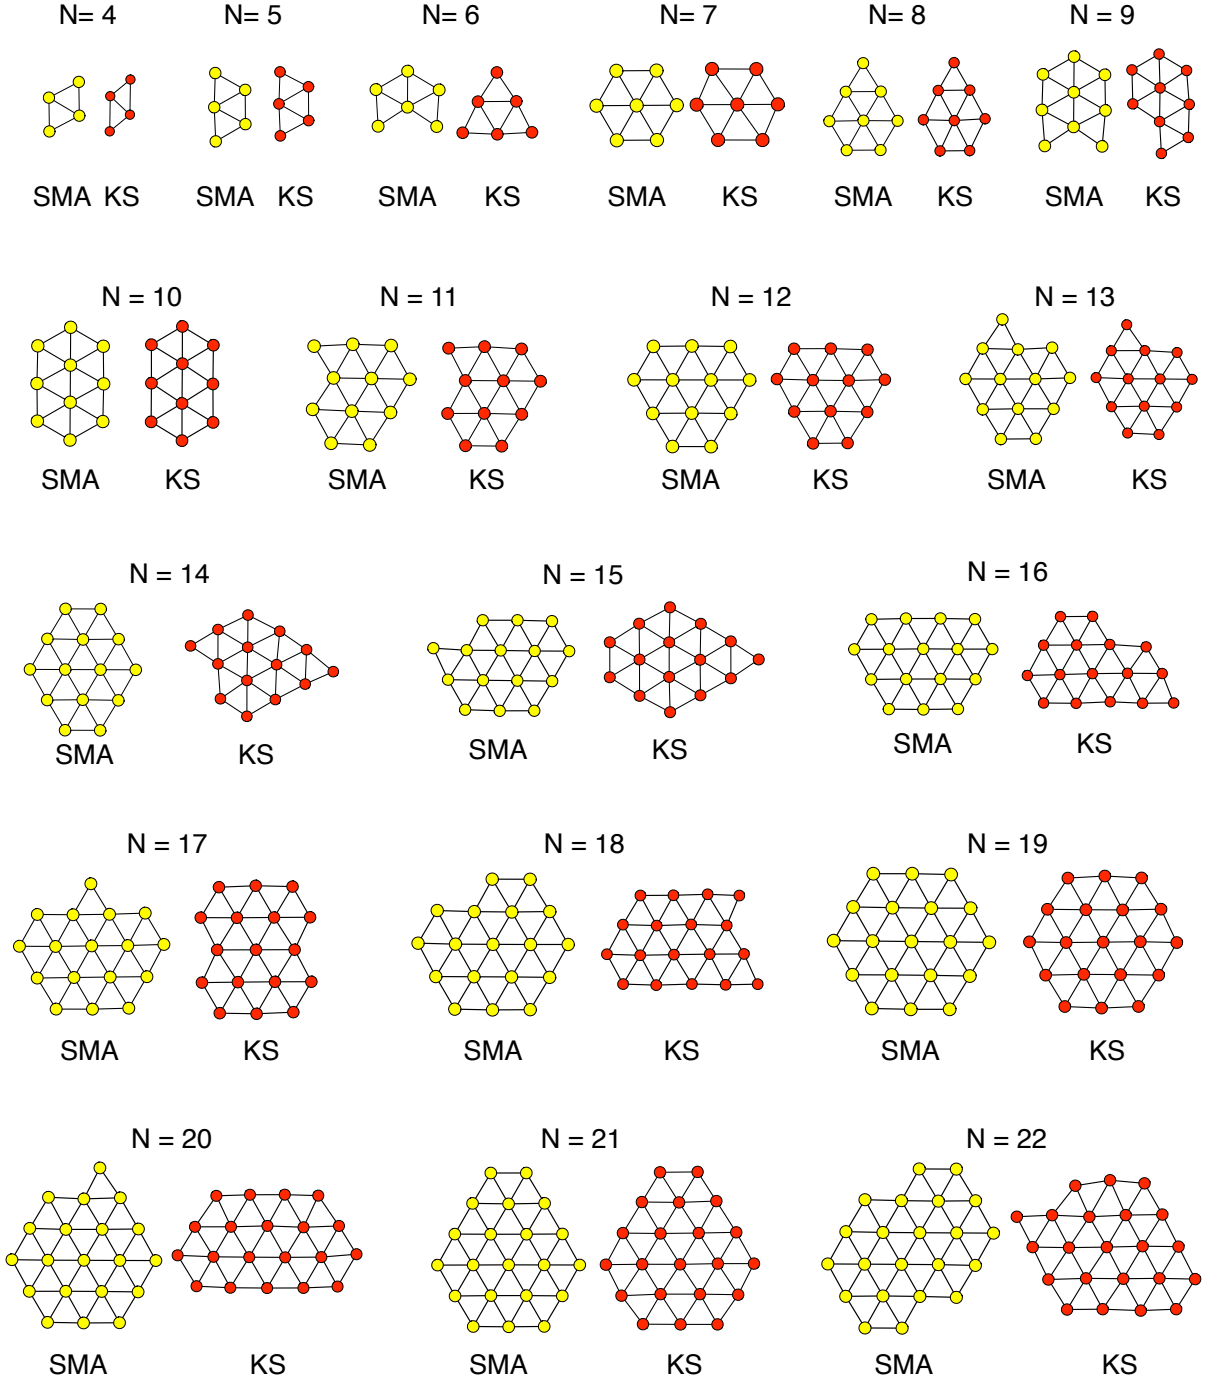 N= 4 N= 5 N= 6 N= 7 N= 8 N = 9
SMA KS SMA KS SMA KS SMA KS SMA KS SMA KS
N = 10 N = 11 N = 12 N = 13
SMA KS SMA KS SMA KS SMA KS
N = 14 N = 15 N = 16
SMA KS SMA KS SMA KS
N = 17 N = 18 N = 19
SMA KS SMA KS SMA KS
N = 20 N = 21 N = 22
SMA KS SMA KS SMA KS